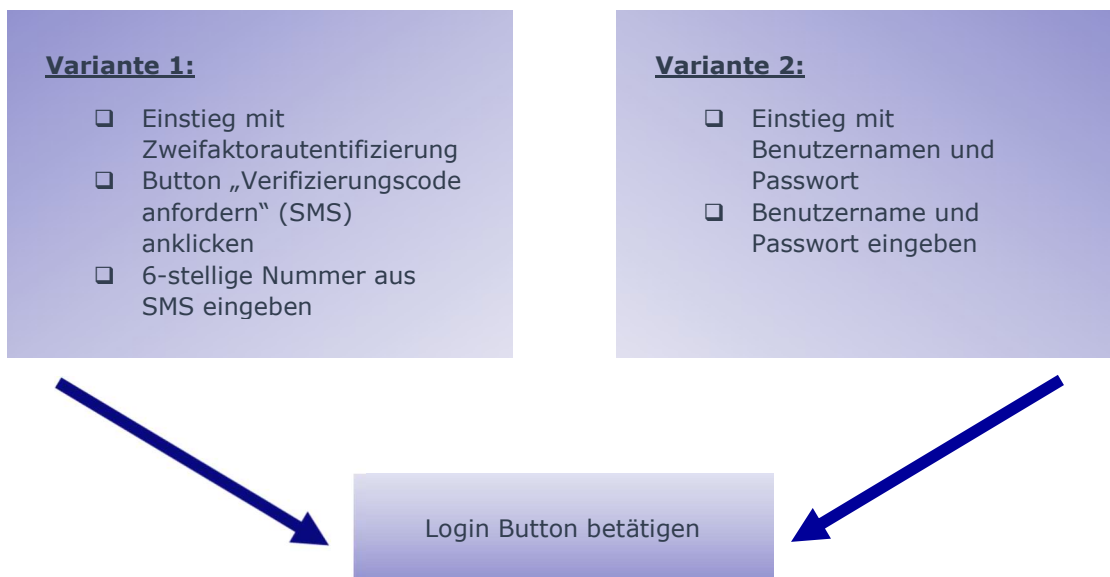 Variante 1:
❑ Einstieg mit
Zweifaktorautentifizierung
❑ Button „Verifizierungscode
anfordern“ (SMS)
anklicken
❑ 6-stellige Nummer aus
SMS eingeben
Variante 2:
❑ Einstieg mit
Benutzernamen und
Passwort
❑ Benutzername und
Passwort eingeben
Login Button betätigen